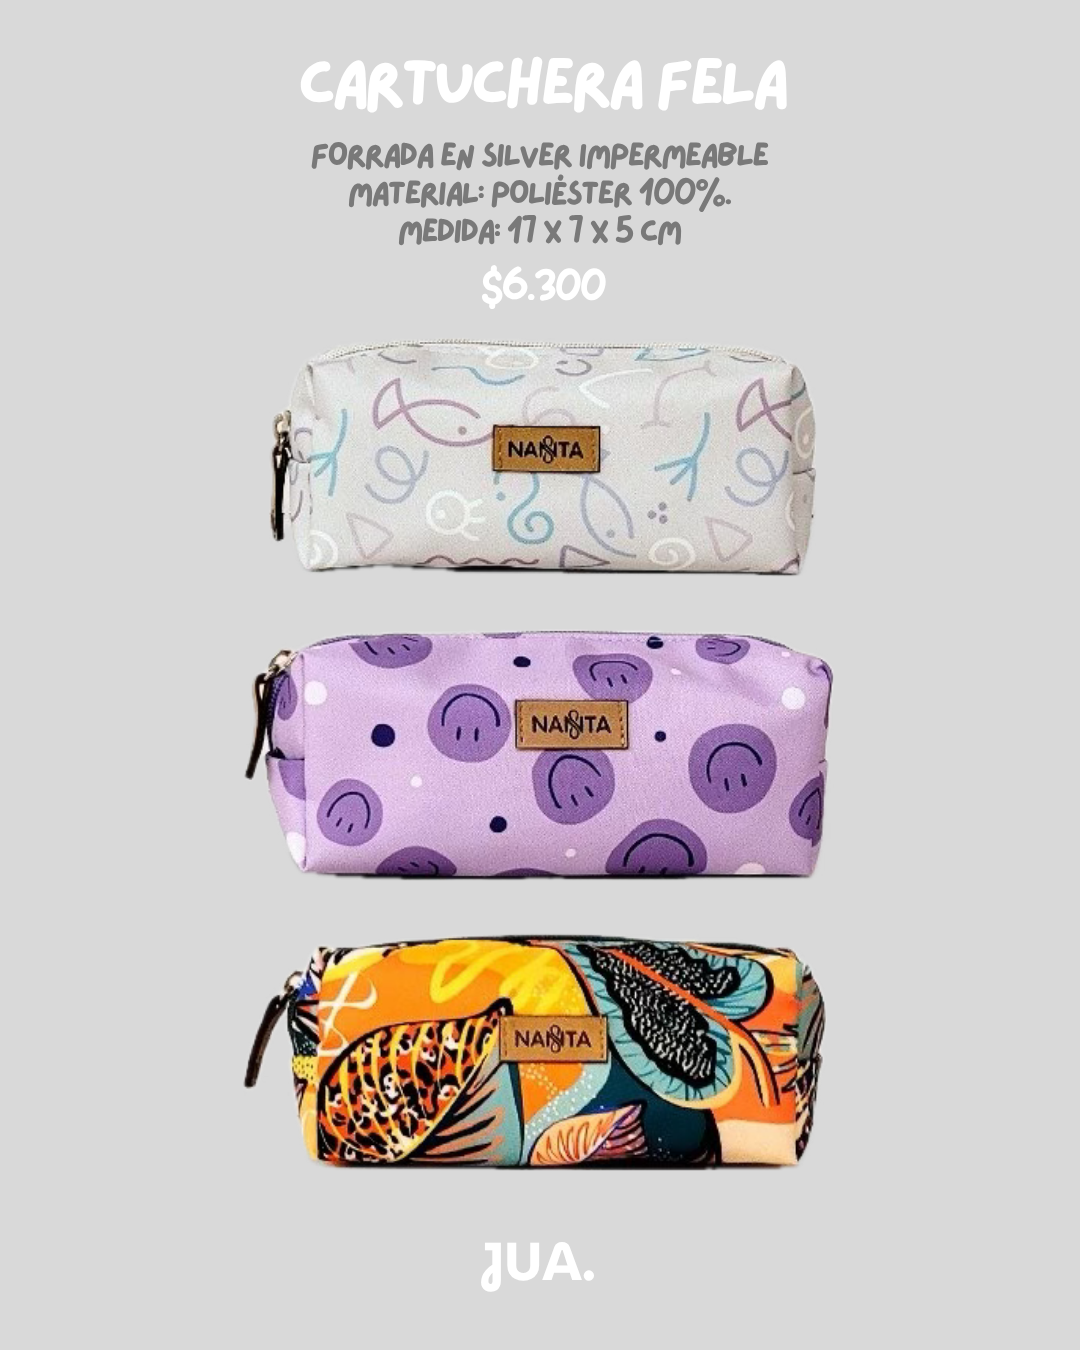 CARTUCHERA FELA
FORRADA EN SILVER IMPERMEABLE
MATERIAL: POLIÉSTER 100%.
MEDIDA: 17 X 7 X 5 CM
$6.300
NANITA
NANITA
NANITA
JUA.